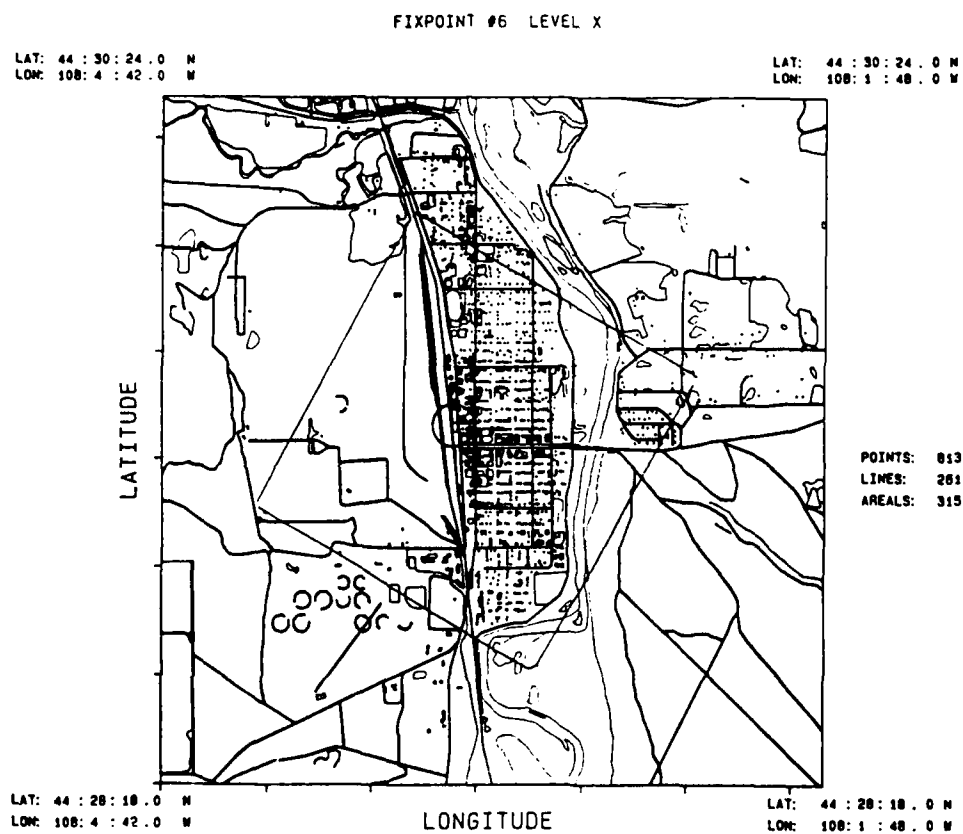 FIXPOINT #6 LEVEL X
LAT: 44 : 30 : 24 . 0 N
LON: 108 : 4 : 42 . 0 W
LAT: 44 : 30 : 24 . 0 N
LON: 108 : 1 : 48 . 0 W
LATITUDE
POINTS: 813
LINES: 261
AREALS: 315
LAT: 44 : 28 : 18 . 0 N
LON: 108 : 4 : 42 . 0 W
LONGITUDE
LAT: 44 : 28 : 18 . 0 N
LON: 108 : 1 : 48 . 0 W